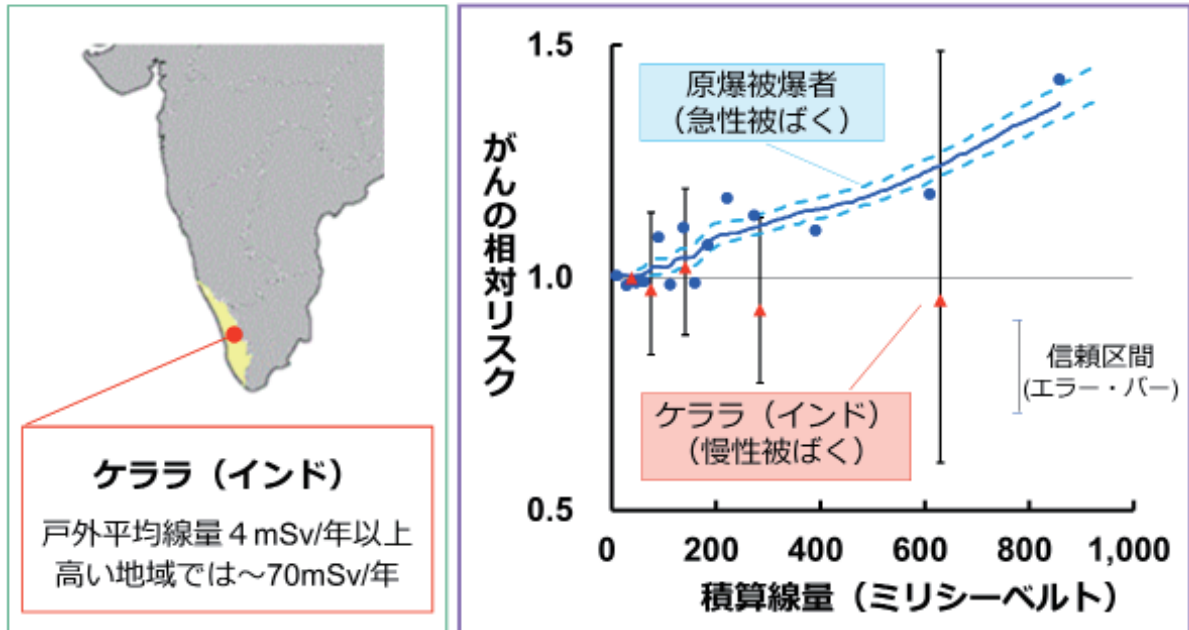 ケララ（インド）
戸外平均線量４mSv/年以上
高い地域では～70mSv/年
がんの相対リスク
1.5
1.0
0.5
原爆被爆者
（急性被ばく）
ケララ（インド）
（慢性被ばく）
信頼区間
(エラー・バー)
0 200 400 600 800 1,000
積算線量（ミリシーベルト）